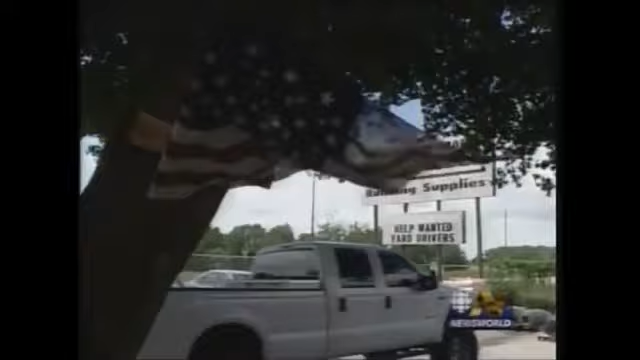 Building Supplies
HELP WANTED
YARD DRIVERS
NEWSWORLD